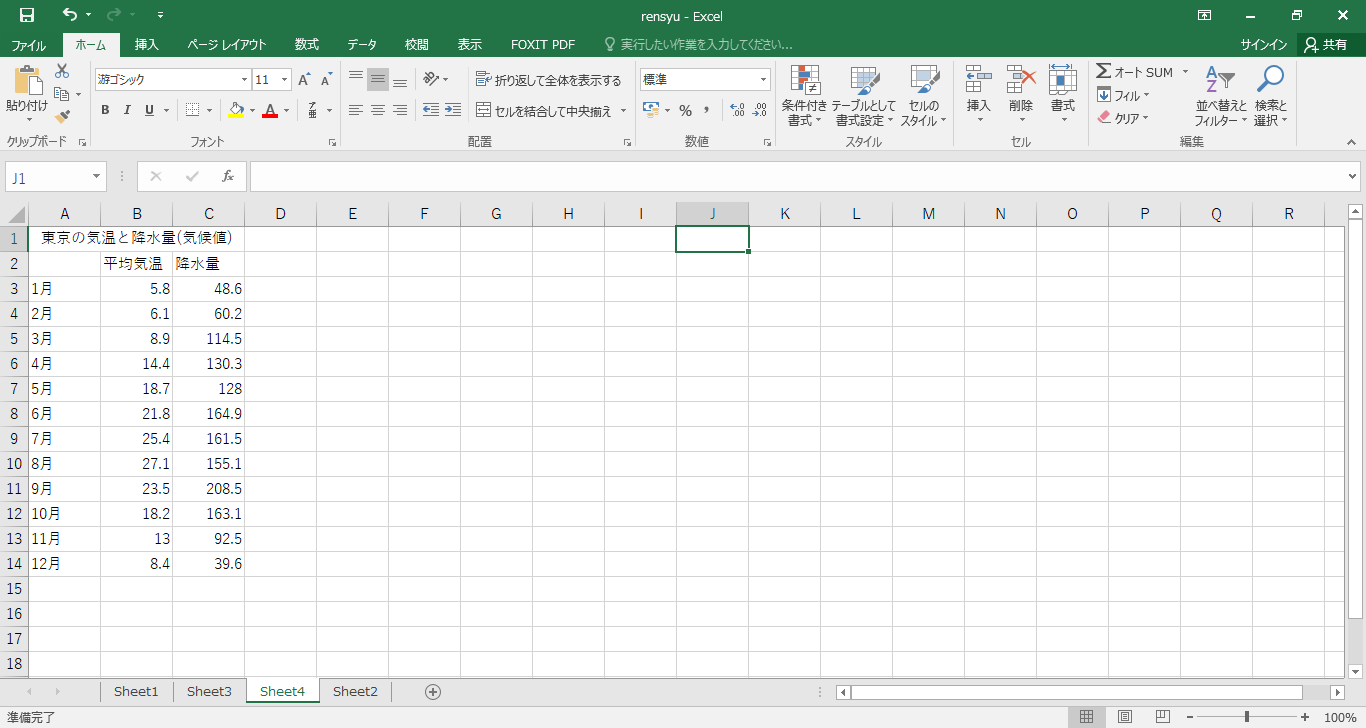 rensyu - Excel
ファイル ホーム 挿入 ページ レイアウト 数式 データ 校閲 表示 FOXIT PDF 実行したい作業を入力してください... サインイン 共有
貼り付け
クリップボード
游ゴシック 11
B I U
フォント
折り返して全体を表示する
セルを結合して中央揃え
配置
標準
%
数値
条件付き書式
テーブルとして書式設定
セルのスタイル
スタイル
挿入 削除 書式
セル
オート SUM
フィル
クリア
並べ替えとフィルター
検索と選択
編集
J1 fx
A B C D E F G H I J K L M N O P Q R
1 東京の気温と降水量(気候値)
2 平均気温 降水量
3 1月 5.8 48.6
4 2月 6.1 60.2
5 3月 8.9 114.5
6 4月 14.4 130.3
7 5月 18.7 128
8 6月 21.8 164.9
9 7月 25.4 161.5
10 8月 27.1 155.1
11 9月 23.5 208.5
12 10月 18.2 163.1
13 11月 13 92.5
14 12月 8.4 39.6
15
16
17
18
Sheet1 Sheet3 Sheet4 Sheet2
準備完了 100%